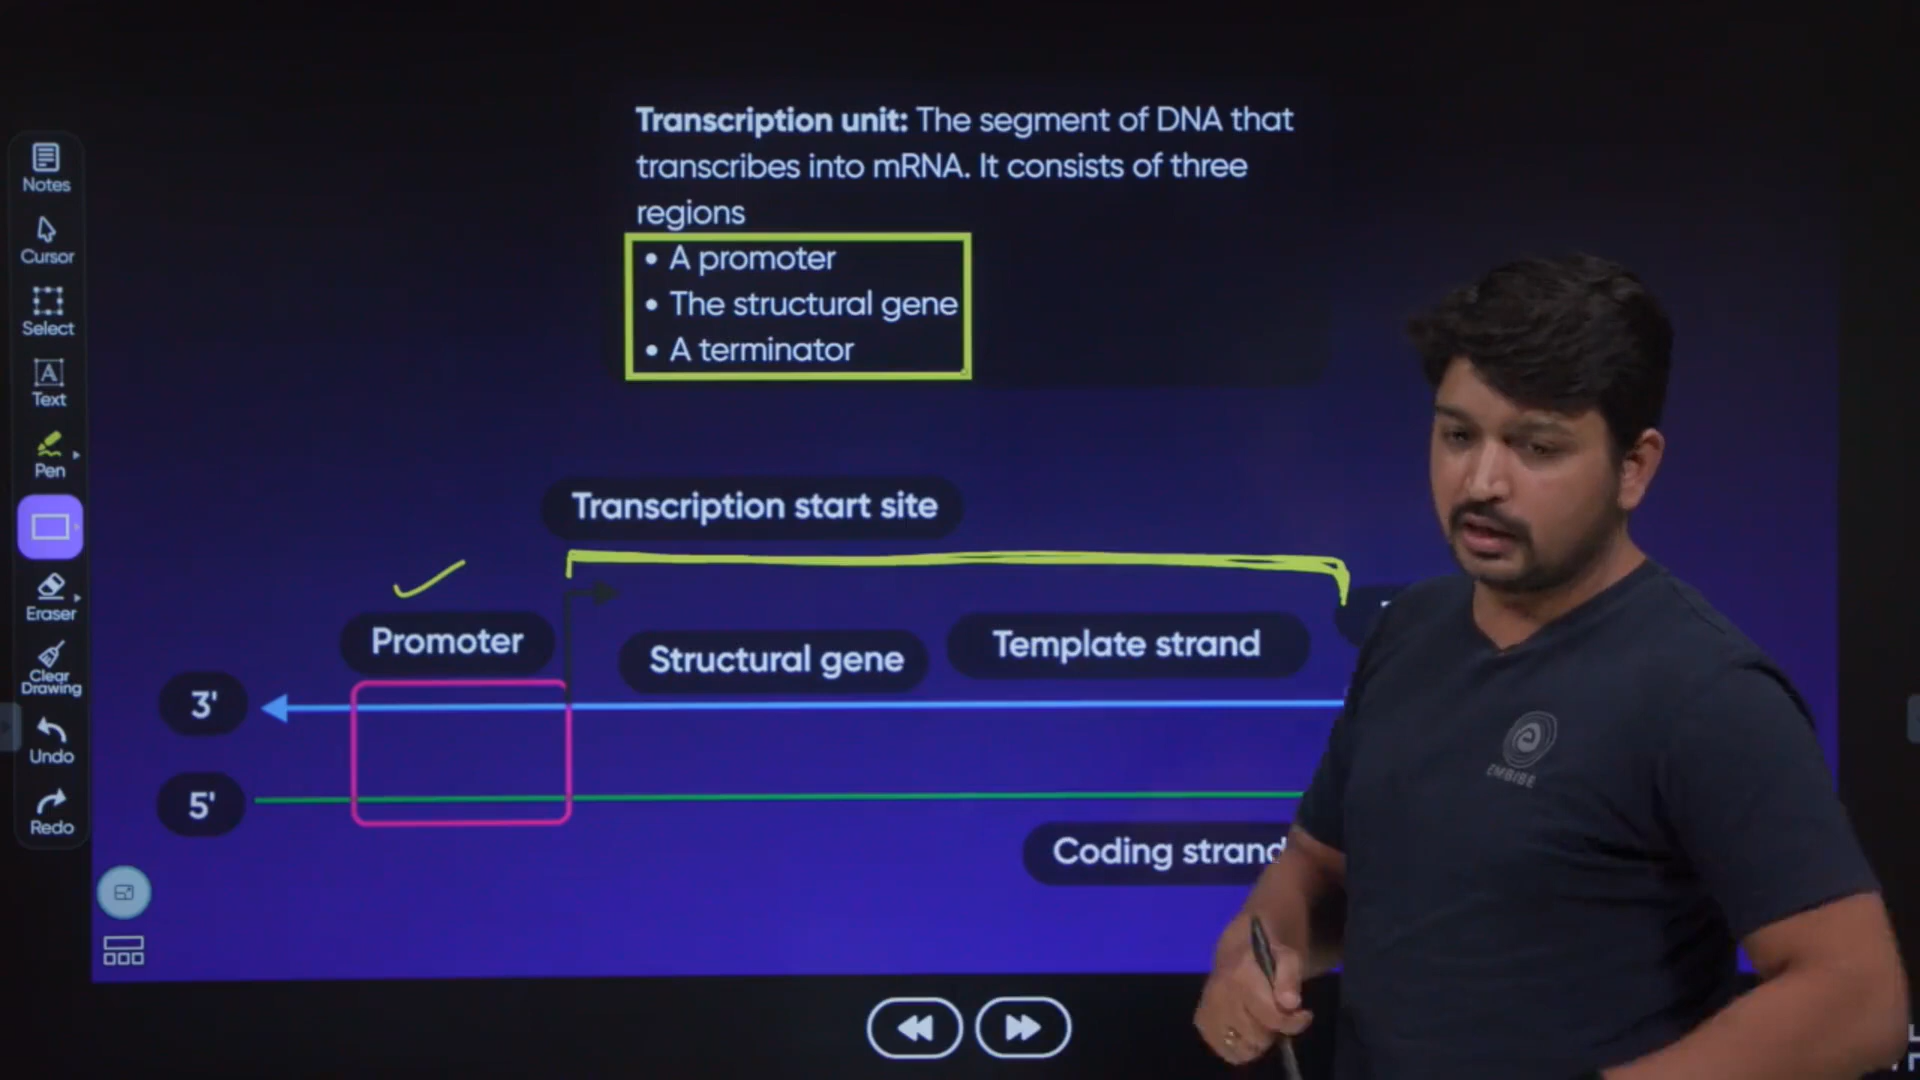 Transcription unit: The segment of DNA that
transcribes into mRNA. It consists of three
regions
• A promoter
• The structural gene
• A terminator
Notes
Cursor
Select
Text
Pen
Eraser
Clear
Drawing
Undo
Redo
Transcription start site
Promoter
Structural gene
Template strand
3'
5'
Coding strand
EMBIBE